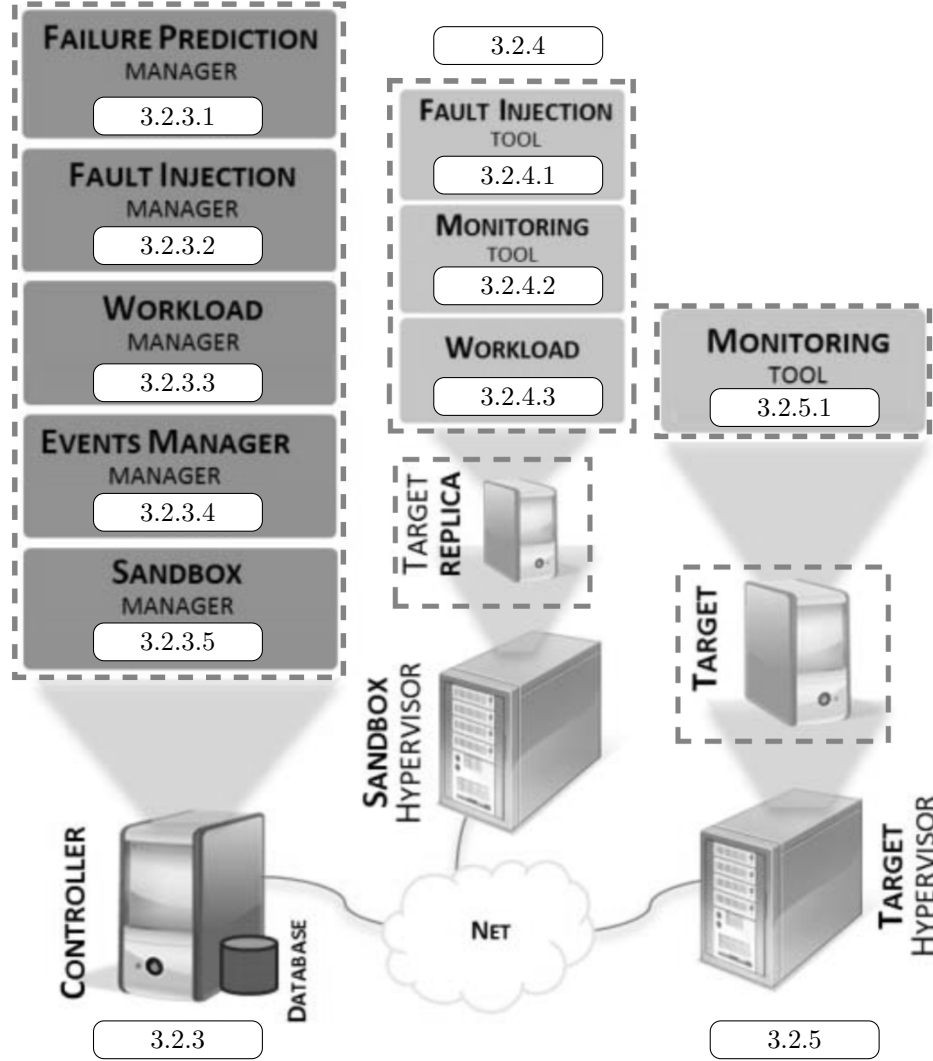 FAILURE PREDICTION
MANAGER
3.2.3.1
FAULT INJECTION
MANAGER
3.2.3.2
WORKLOAD
MANAGER
3.2.3.3
EVENTS MANAGER
MANAGER
3.2.3.4
SANDBOX
MANAGER
3.2.3.5
CONTROLLER
DATABASE
3.2.3
3.2.4
FAULT INJECTION
TOOL
3.2.4.1
MONITORING
TOOL
3.2.4.2
WORKLOAD
3.2.4.3
TARGET
REPLICA
SANDBOX
HYPERVISOR
NET
MONITORING
TOOL
3.2.5.1
TARGET
TARGET
HYPERVISOR
3.2.5